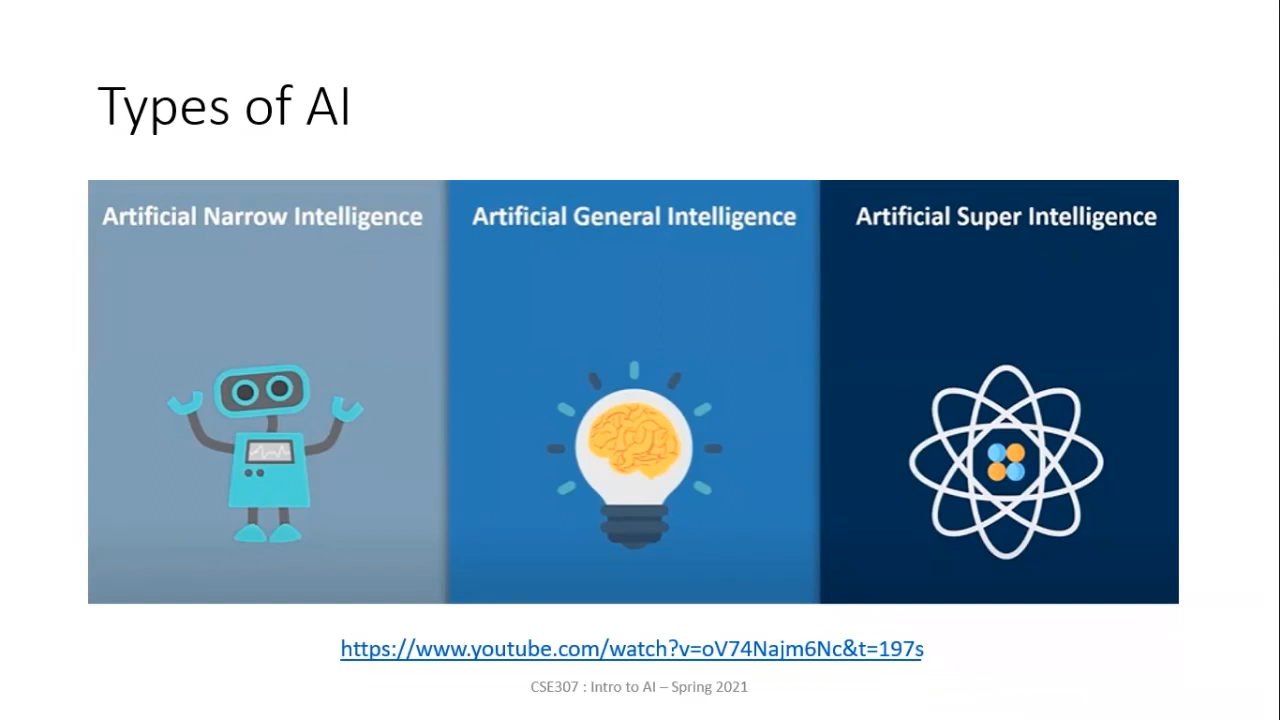 Types of AI
Artificial Narrow Intelligence
Artificial General Intelligence
Artificial Super Intelligence
https://www.youtube.com/watch?v=oV74Najm6Nc&t=197s
CSE307 : Intro to AI – Spring 2021